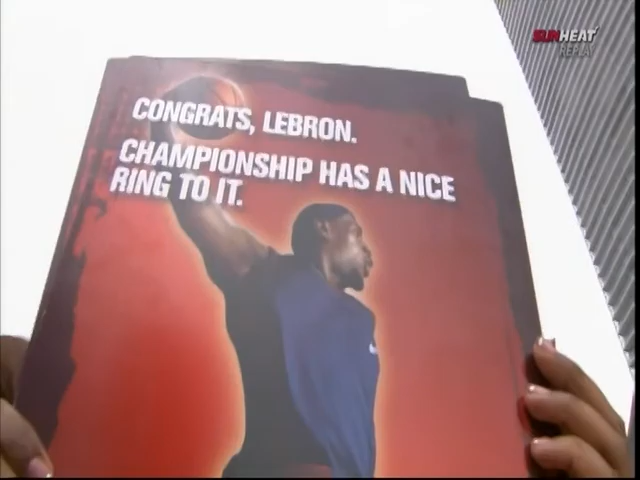 SUNHEAT
REPLAY
CONGRATS, LEBRON.
CHAMPIONSHIP HAS A NICE
RING TO IT.